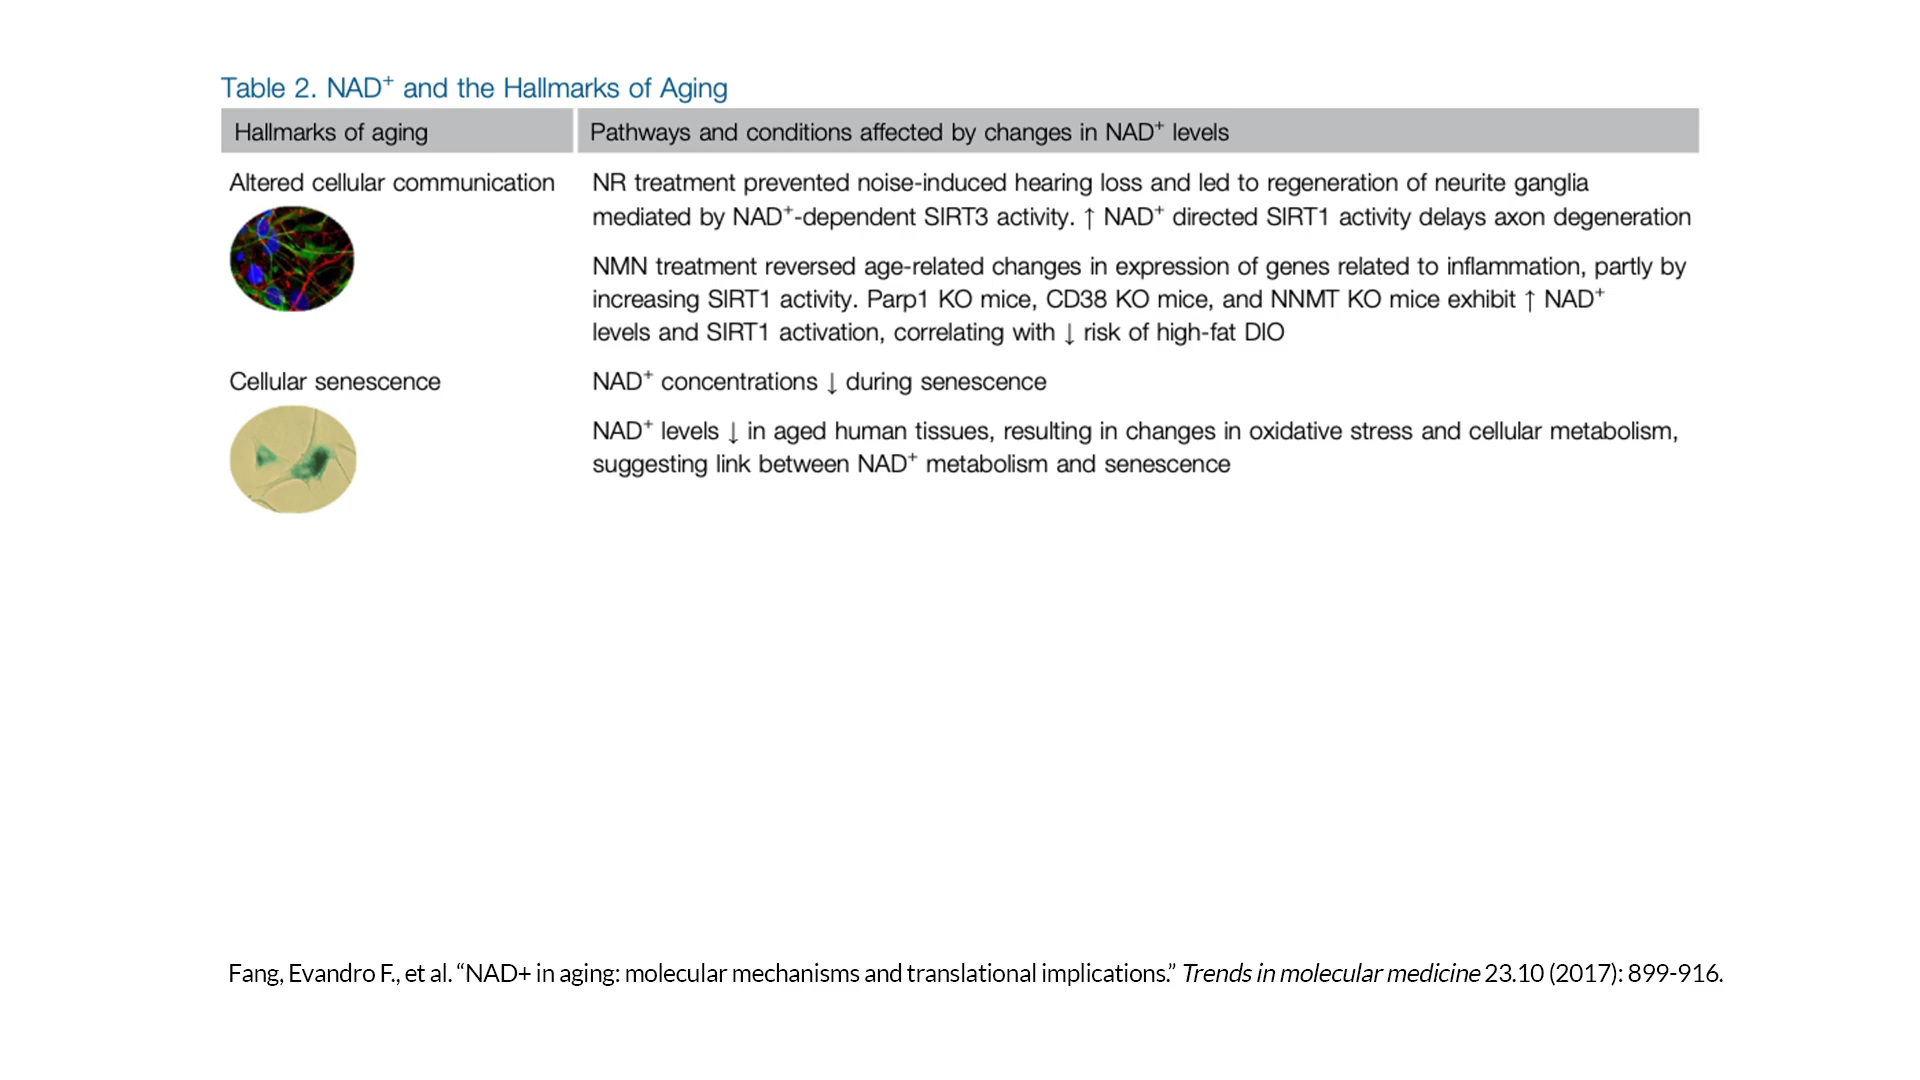 Table 2. NAD⁺ and the Hallmarks of Aging
Hallmarks of aging
Pathways and conditions affected by changes in NAD⁺ levels
Altered cellular communication
NR treatment prevented noise-induced hearing loss and led to regeneration of neurite ganglia
mediated by NAD⁺-dependent SIRT3 activity. ↑ NAD⁺ directed SIRT1 activity delays axon degeneration
NMN treatment reversed age-related changes in expression of genes related to inflammation, partly by
increasing SIRT1 activity. Parp1 KO mice, CD38 KO mice, and NNMT KO mice exhibit ↑ NAD⁺
levels and SIRT1 activation, correlating with ↓ risk of high-fat DIO
Cellular senescence
NAD⁺ concentrations ↓ during senescence
NAD⁺ levels ↓ in aged human tissues, resulting in changes in oxidative stress and cellular metabolism,
suggesting link between NAD⁺ metabolism and senescence
Fang, Evandro F., et al. “NAD+ in aging: molecular mechanisms and translational implications.” Trends in molecular medicine 23.10 (2017): 899-916.